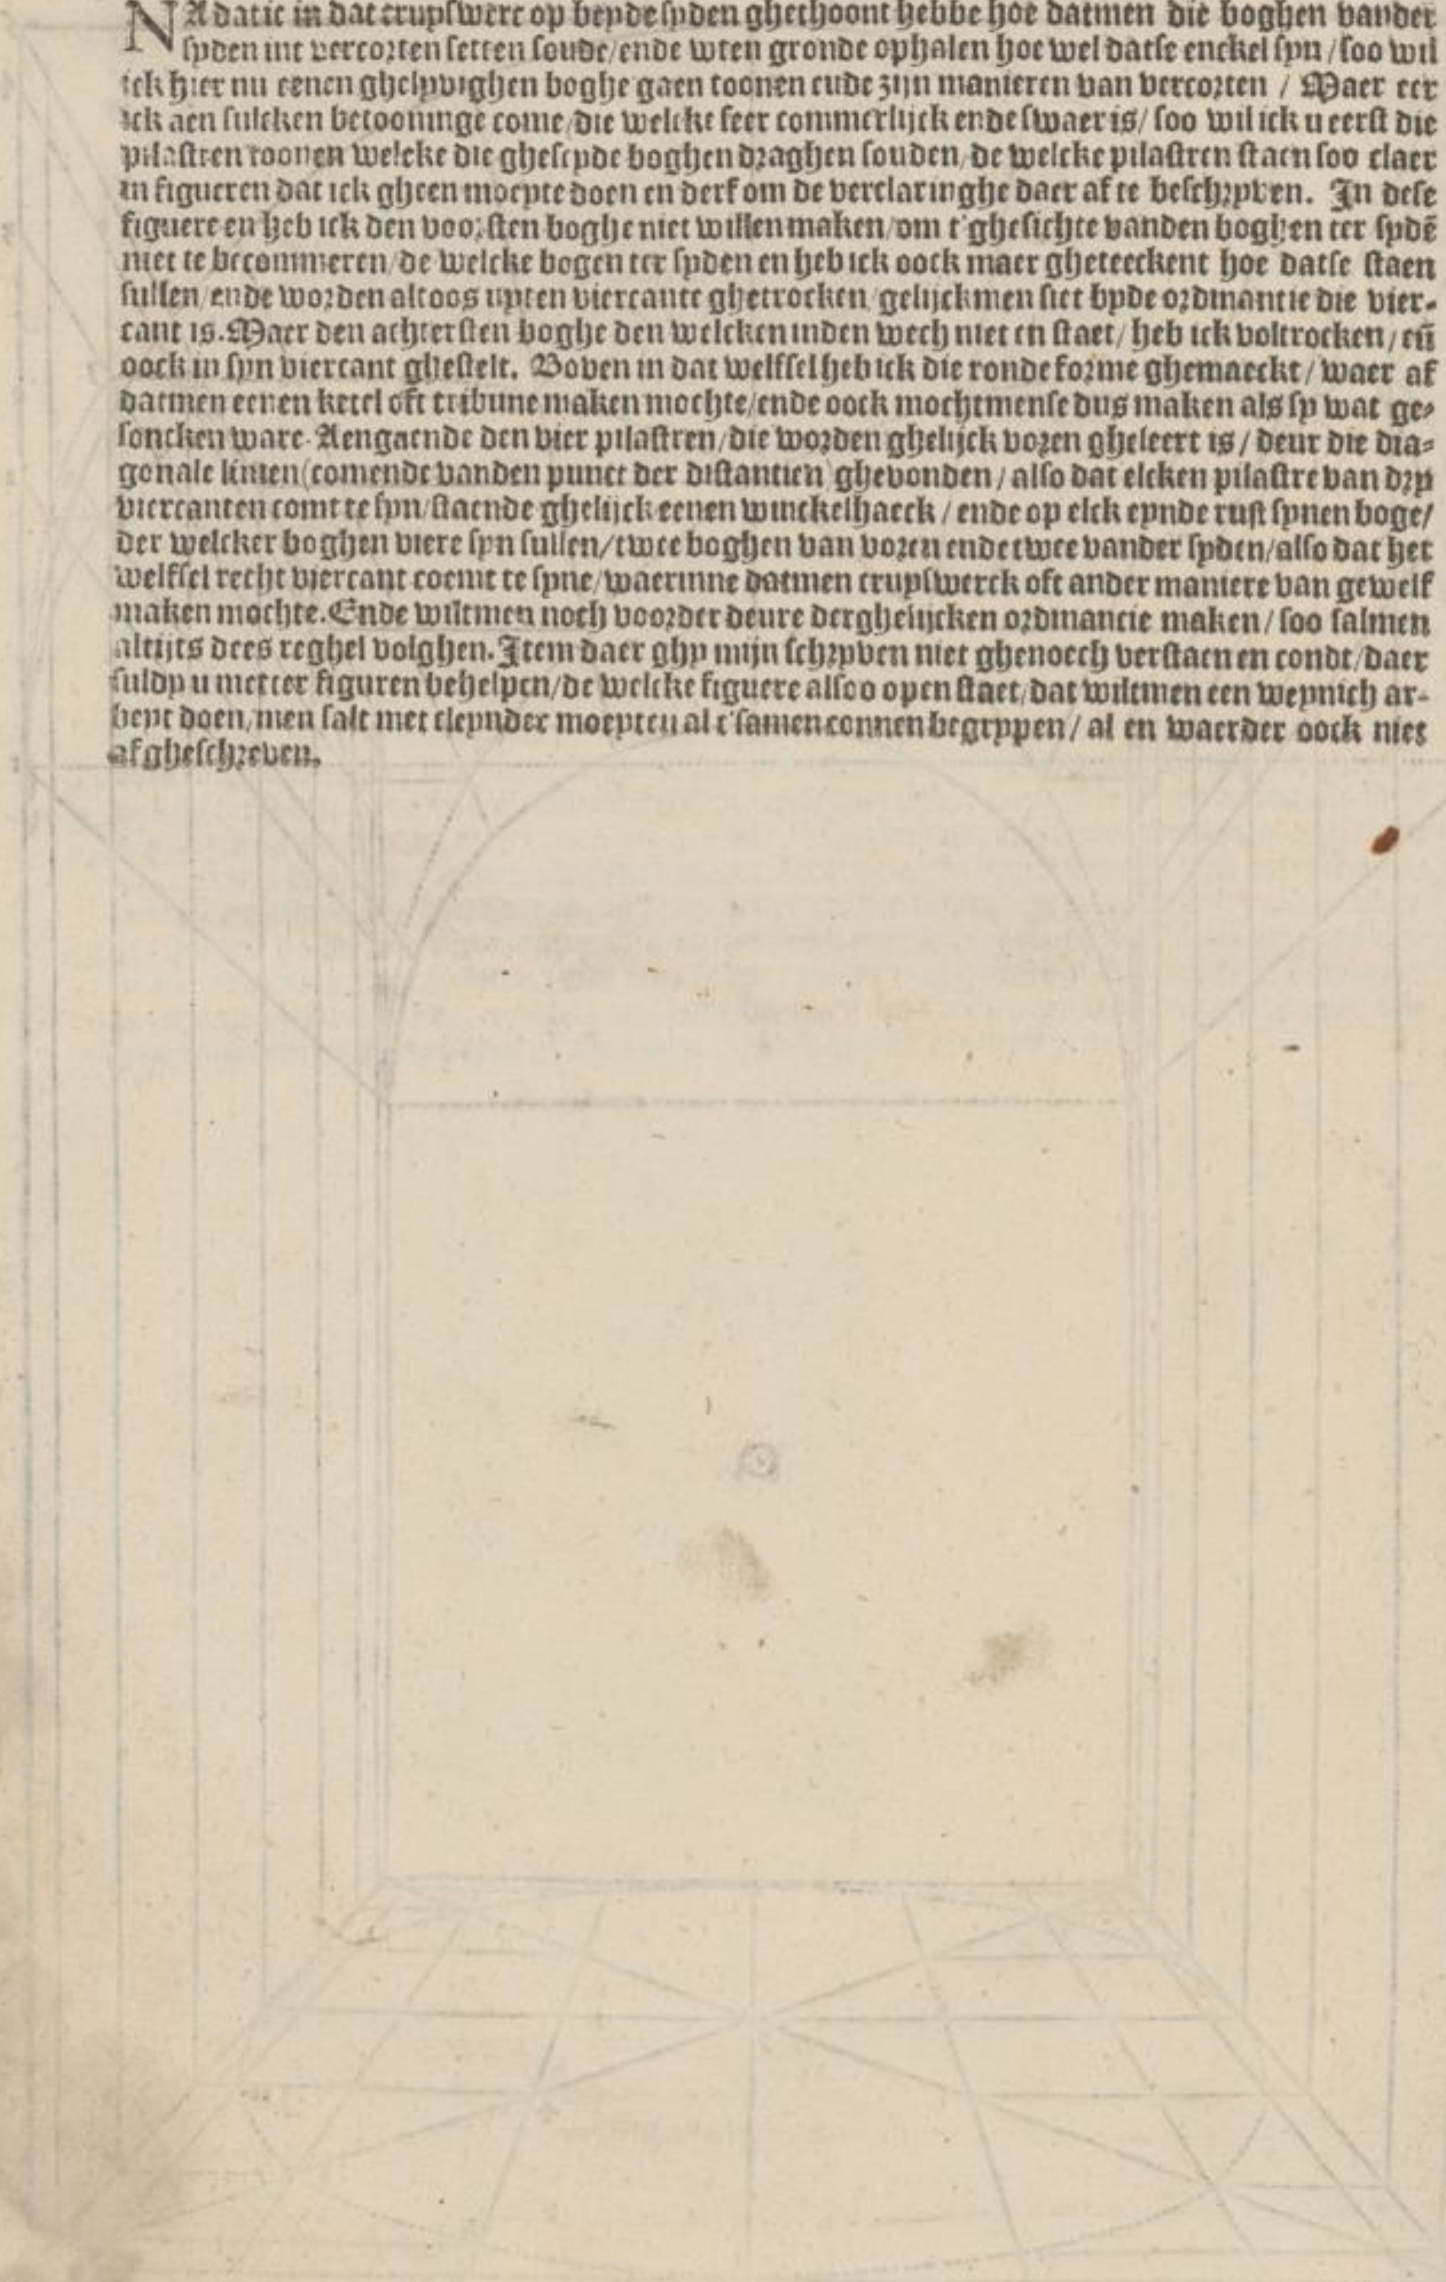 NA datic in dat crupswerc op beyde syden ghethoont hebbe hoe datmen die boghen vander
syden int vercorten setten soude/ende wten gronde ophalen hoe wel datse enckel syn/soo wil
ick hier nu eenen ghelyvighen boghe gaen toonen ende zijn manieren van vercorten / Maer eer
ick aen sulcken betooninge come/die welcke seer commerlijck ende swaer is/ soo wil ick u eerst die
pilastren toonen welcke die gheseyde boghen draghen souden/de welcke pilastren staen soo claer
in figueren dat ick gheen moeyte doen en derf om de verclaringhe daer af te beschryven. In dese
figuere en heb ick den voorsten boghe niet willen maken/om t'ghesichte vanden boghen ter sydē
niet te becommeren/de welcke bogen ter syden en heb ick oock maer gheteeckent hoe datse staen
sullen/ende worden altoos upten viercante ghetrocken/gelijckmen siet byde ordinantie die vier-
cant is. Maer den achtersten boghe den welcken inden wech niet en staet/ heb ick voltrocken/eñ
oock in syn viercant ghestelt. Boven in dat welfsel heb ick die ronde forme ghemaeckt/waer af
datmen eenen ketel oft tribune maken mochte/ende oock mochtmense dus maken als sy wat ge-
soncken ware. Aengaende den vier pilastren/die worden ghelijck voren gheleert is/ deur die dia-
gonale linien(comende vanden punct der distantien ghevonden/also dat elcken pilastre van dry
viercanten comt te syn/staende ghelijck eenen winckelhaeck/ende op elck eynde rust synen boge/
der welcker boghen viere syn sullen/twee boghen van voren ende twee vander syden/also dat het
welfsel recht viercant coemt te syne/waerinne datmen crupswerck oft ander maniere van gewelf
maken mochte. Ende wiltmen noch voorder deure derghelijcken ordinancie maken/soo salmen
altijts dees reghel volghen. Item daer ghy mijn schryven niet ghenoech verstaen en condt/daer
suldy u metter figuren behelpen/de welcke figuere alsoo open staet/dat wiltmen een weynich ar-
beyt doen/men salt met cleynder moeyten al t'samen connen begrypen/al en waerder oock niet
af gheschreven.